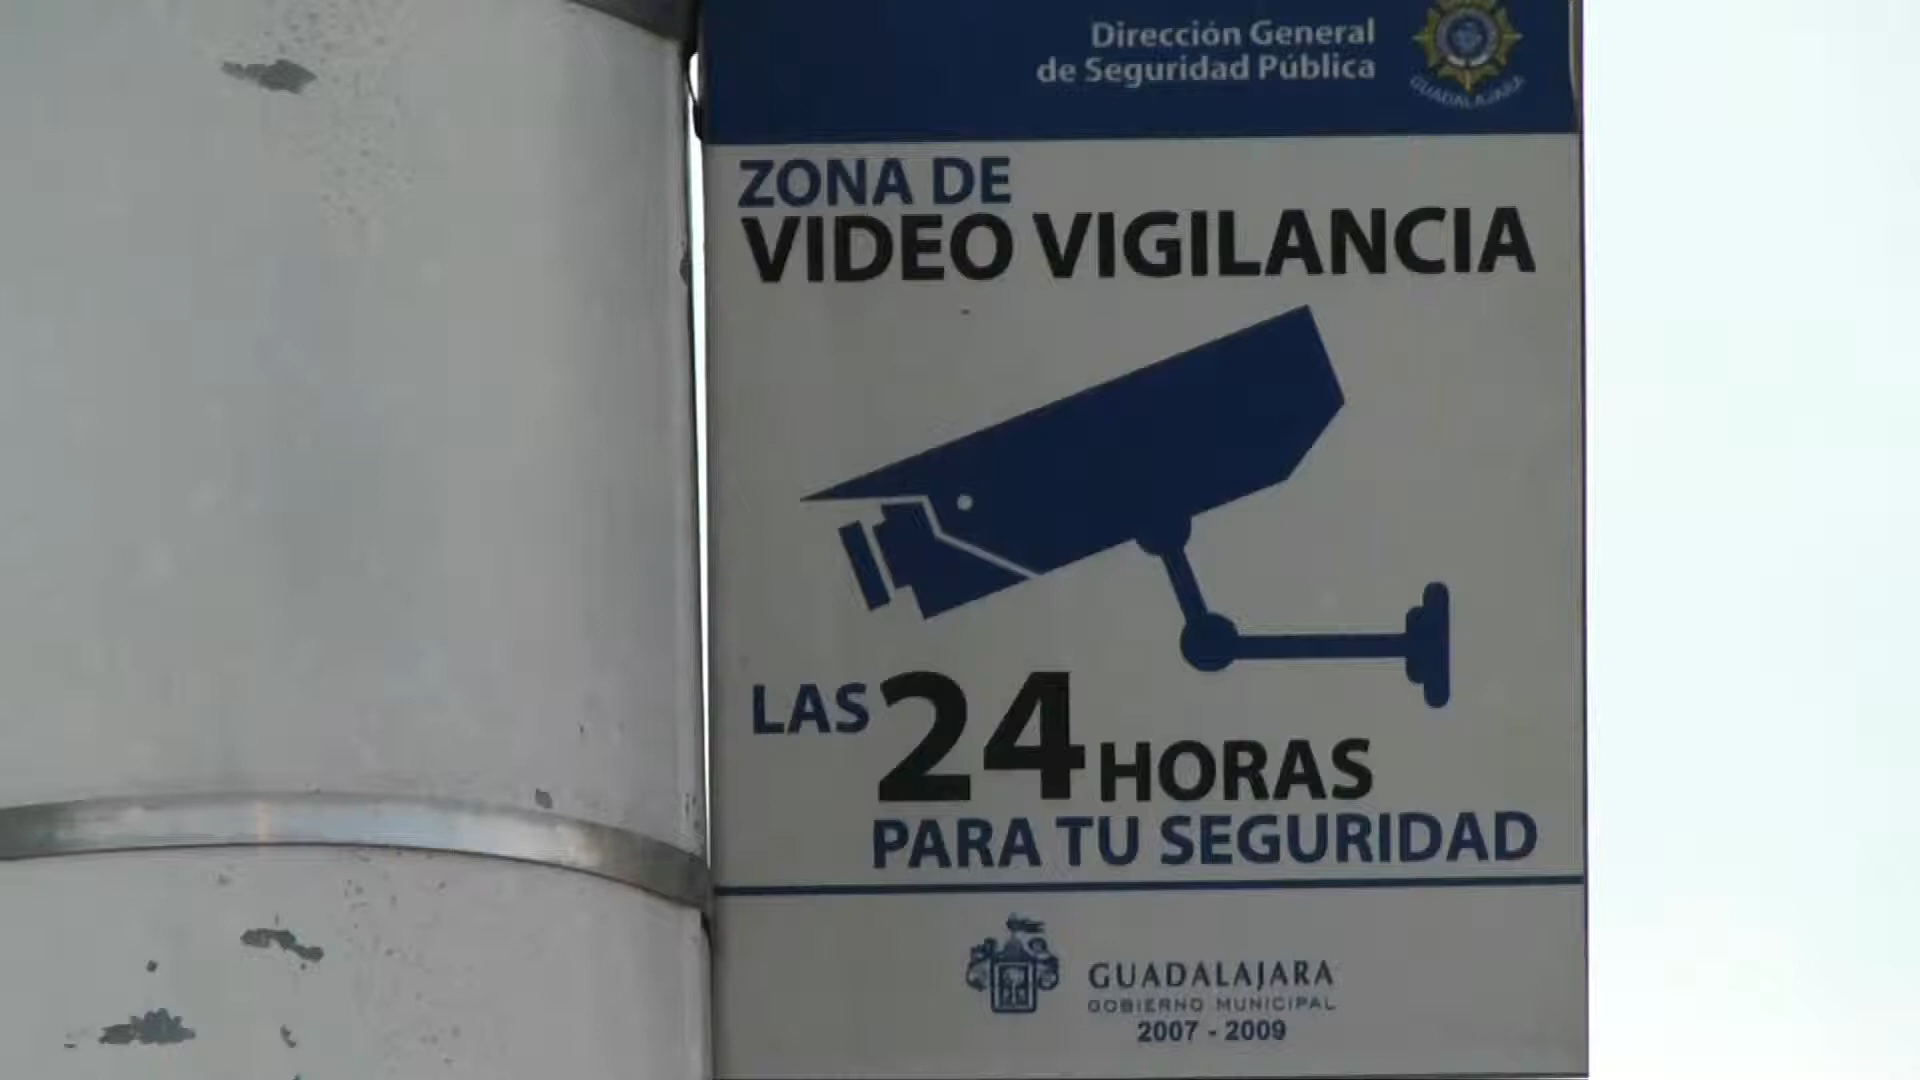 Dirección General
de Seguridad Pública
GUADALAJARA
ZONA DE
VIDEO VIGILANCIA
LAS 24 HORAS
PARA TU SEGURIDAD
GUADALAJARA
GOBIERNO MUNICIPAL
2007 - 2009